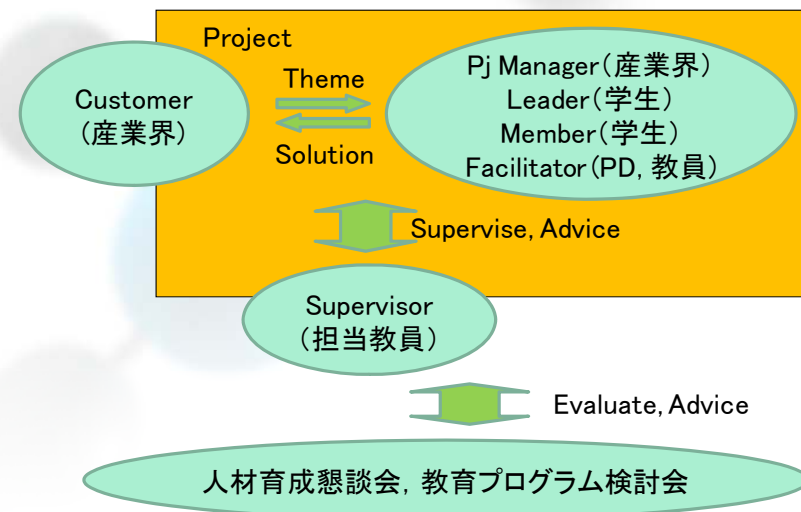 Project
Customer
(産業界)
Theme
Solution
Pj Manager(産業界)
Leader(学生)
Member(学生)
Facilitator(PD, 教員)
Supervise, Advice
Supervisor
(担当教員)
Evaluate, Advice
人材育成懇談会, 教育プログラム検討会